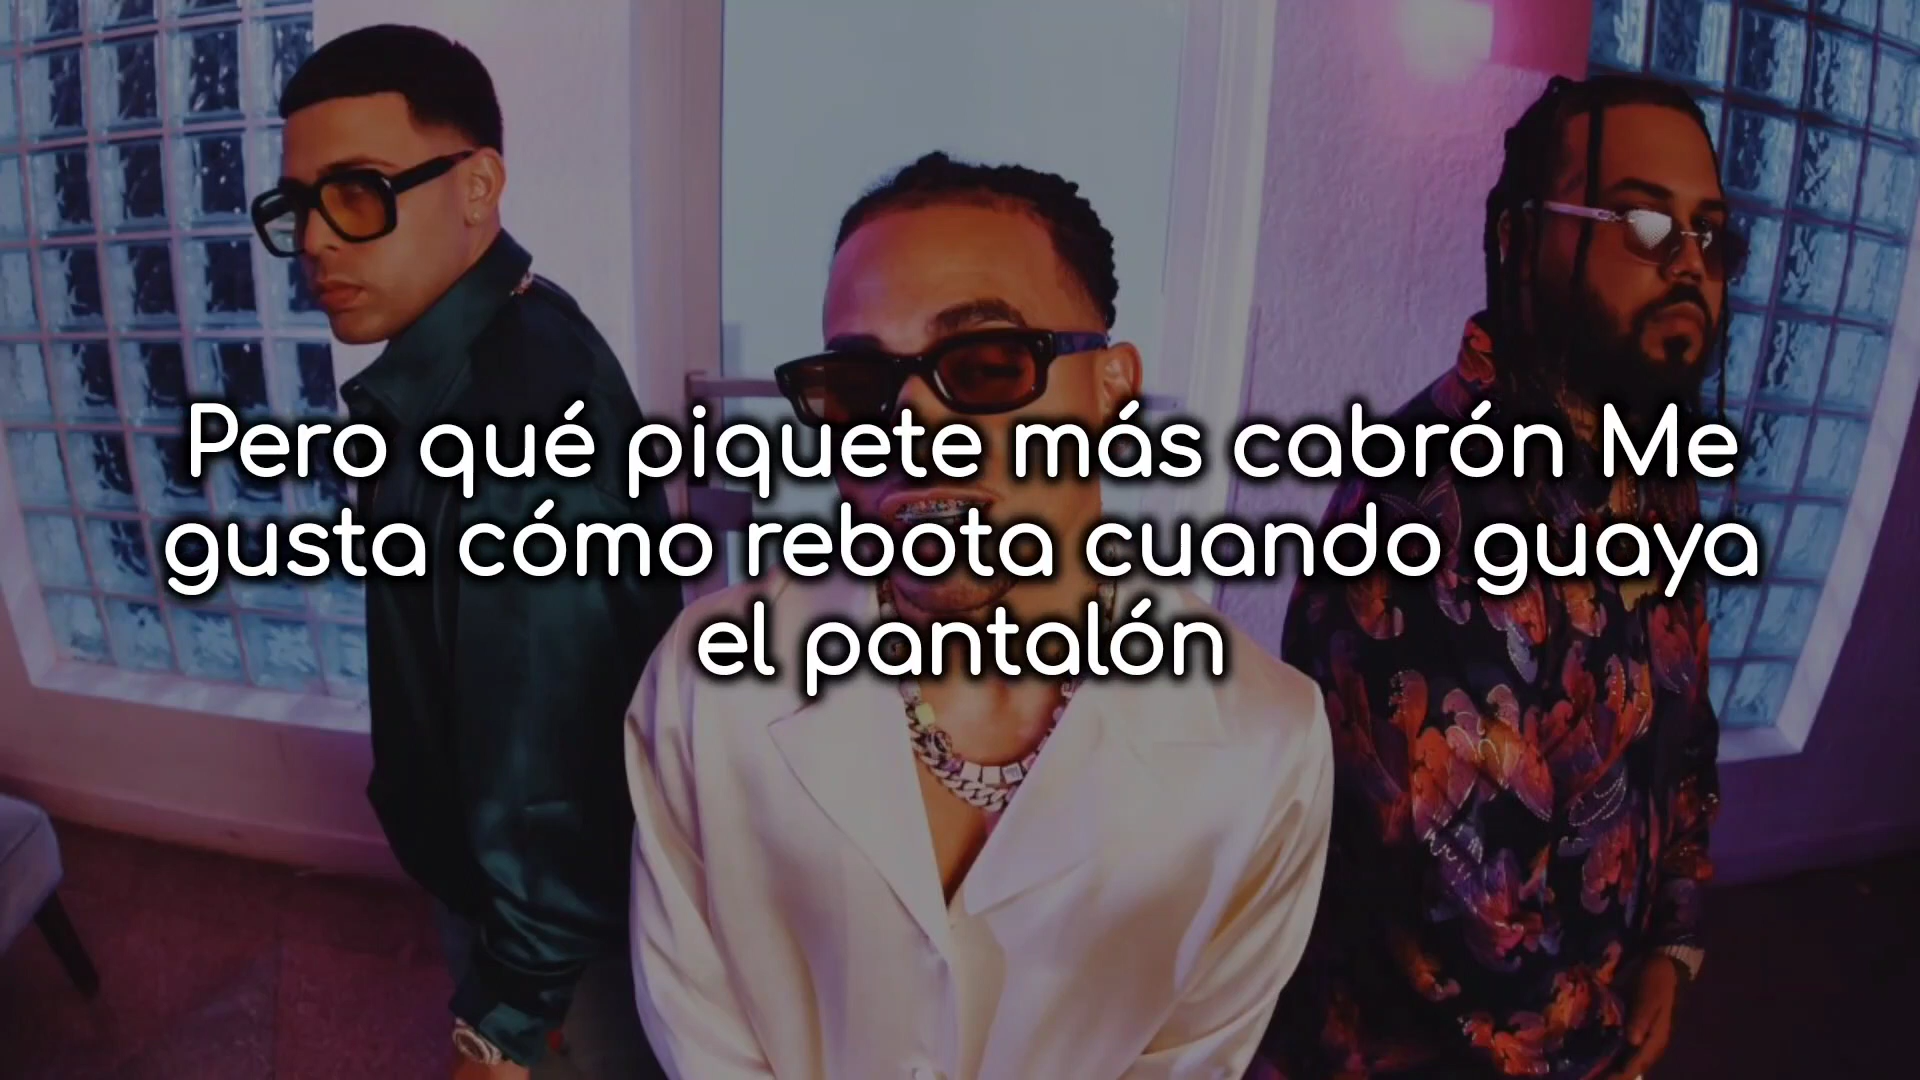 Pero qué piquete más cabrón Me
gusta cómo rebota cuando guaya
el pantalón